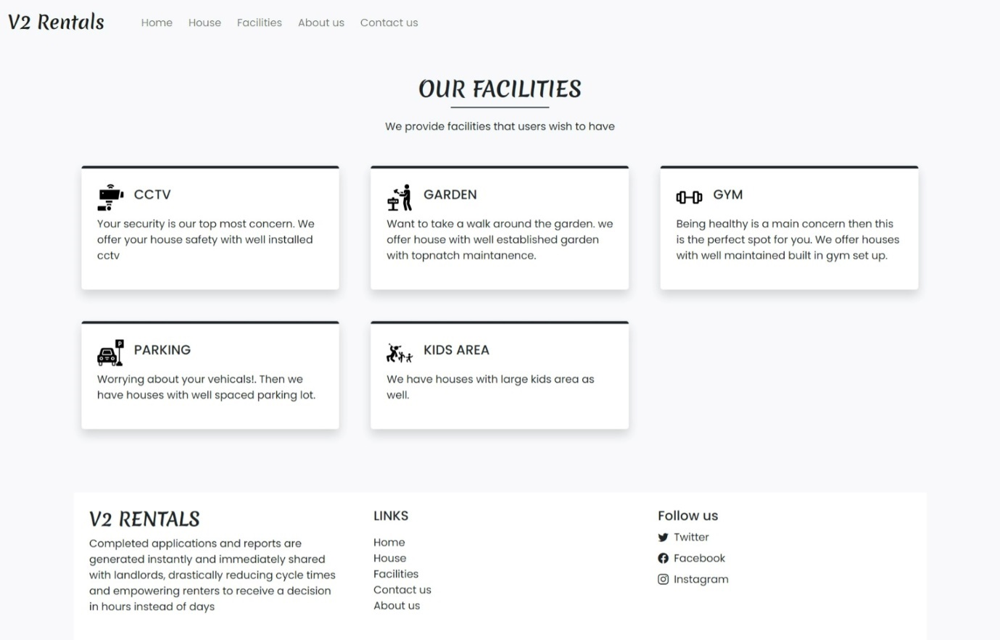 V2 Rentals
Home House Facilities About us Contact us
OUR FACILITIES
We provide facilities that users wish to have
CCTV
Your security is our top most concern. We
offer your house safety with well installed
cctv
GARDEN
Want to take a walk around the garden. we
offer house with well established garden
with topnatch maintanence.
GYM
Being healthy is a main concern then this
is the perfect spot for you. We offer houses
with well maintained built in gym set up.
P
PARKING
Worrying about your vehicals!. Then we
have houses with well spaced parking lot.
KIDS AREA
We have houses with large kids area as
well.
V2 RENTALS
Completed applications and reports are
generated instantly and immediately shared
with landlords, drastically reducing cycle times
and empowering renters to receive a decision
in hours instead of days
LINKS
Home
House
Facilities
Contact us
About us
Follow us
Twitter
Facebook
Instagram